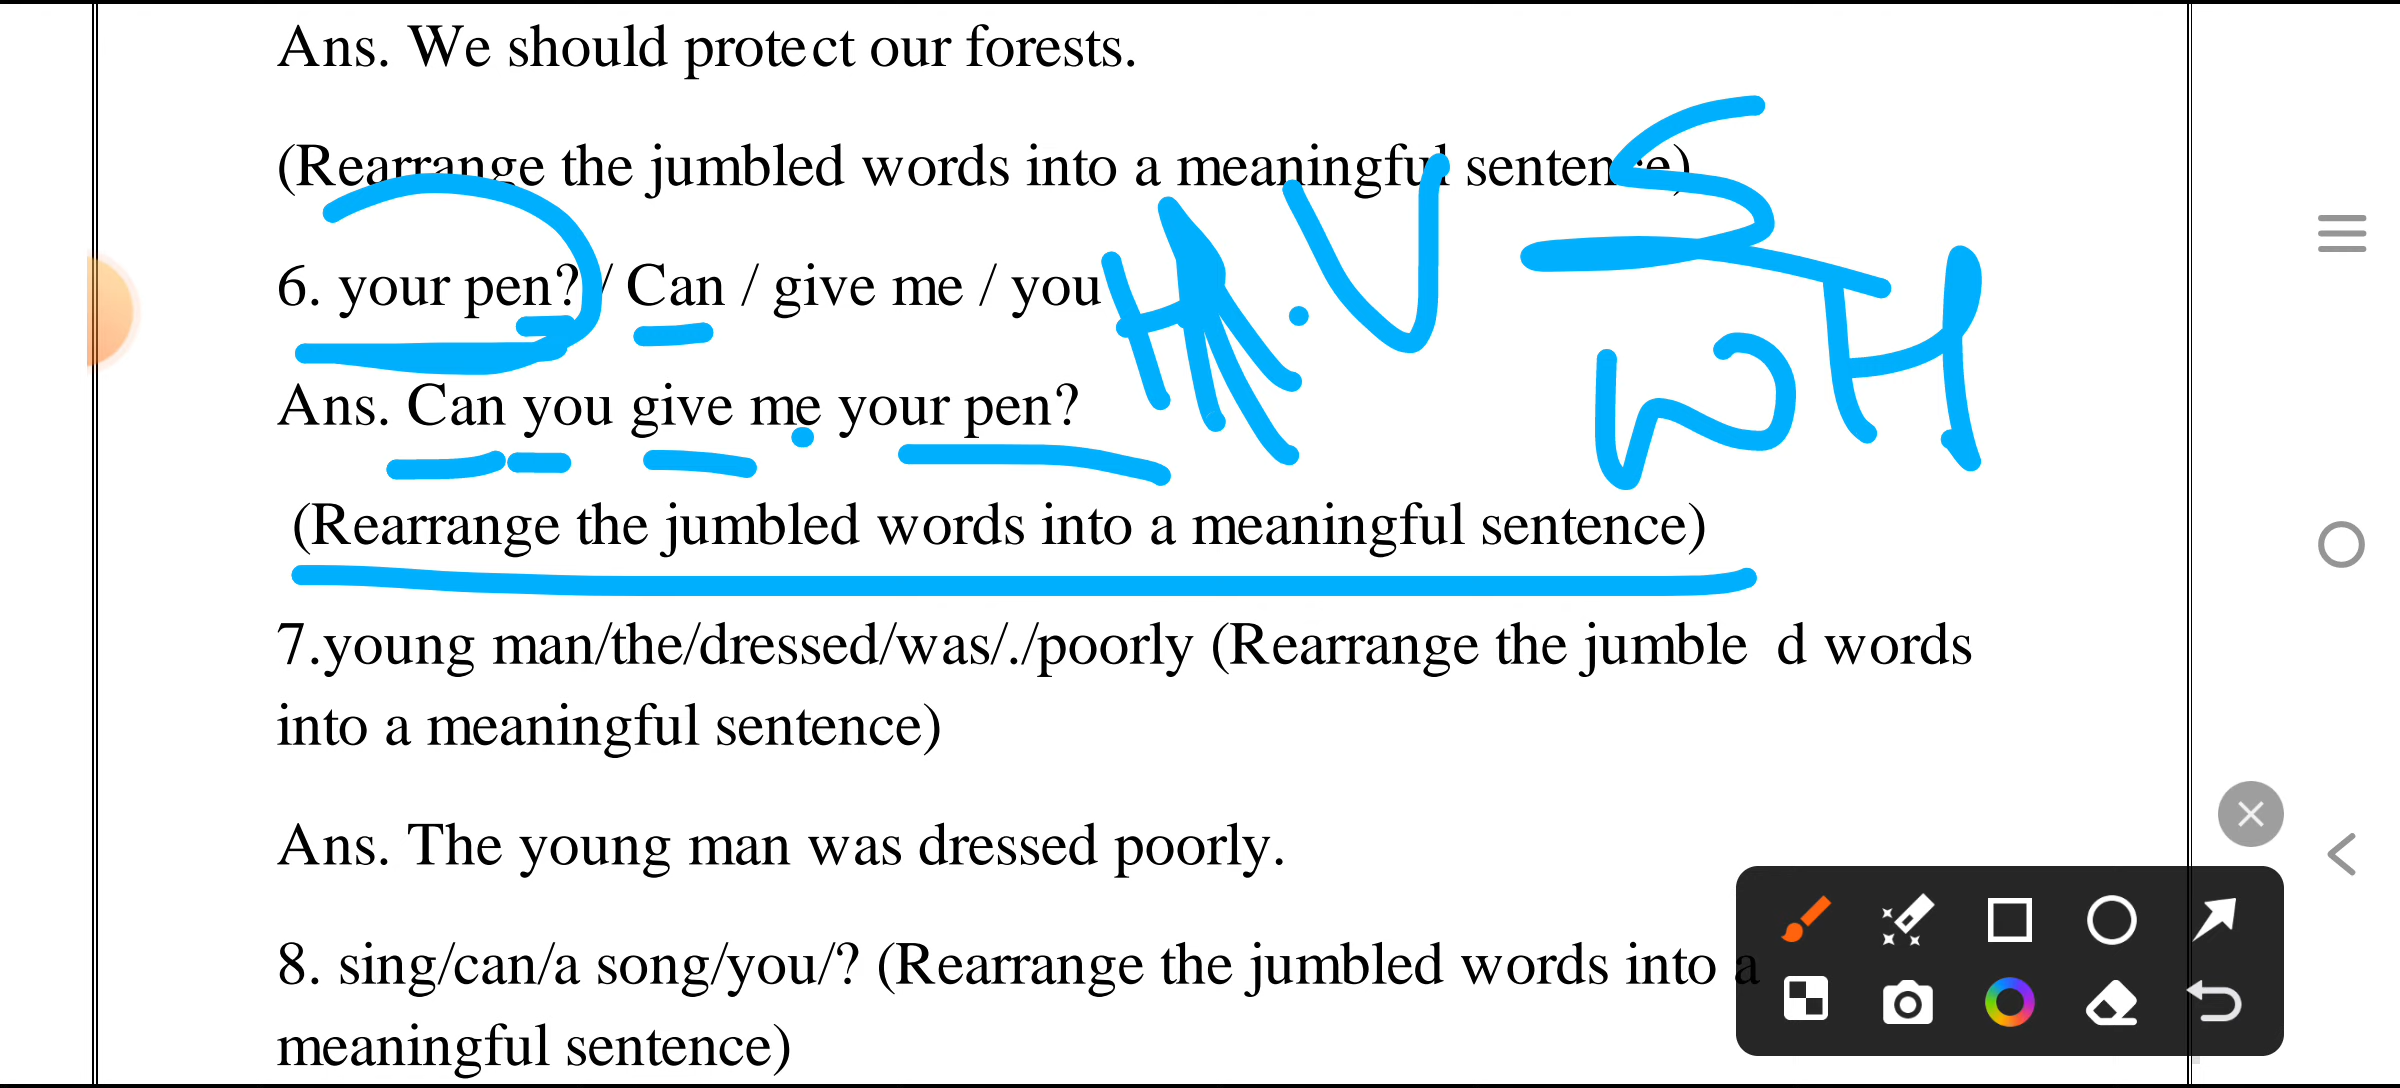 Ans. We should protect our forests.
(Rearrange the jumbled words into a meaningful sentence)
6. your pen? / Can / give me / you
H.V S
WH
Ans. Can you give me your pen?
(Rearrange the jumbled words into a meaningful sentence)
7.young man/the/dressed/was/./poorly (Rearrange the jumble d words
into a meaningful sentence)
Ans. The young man was dressed poorly.
8. sing/can/a song/you/? (Rearrange the jumbled words into a
meaningful sentence)